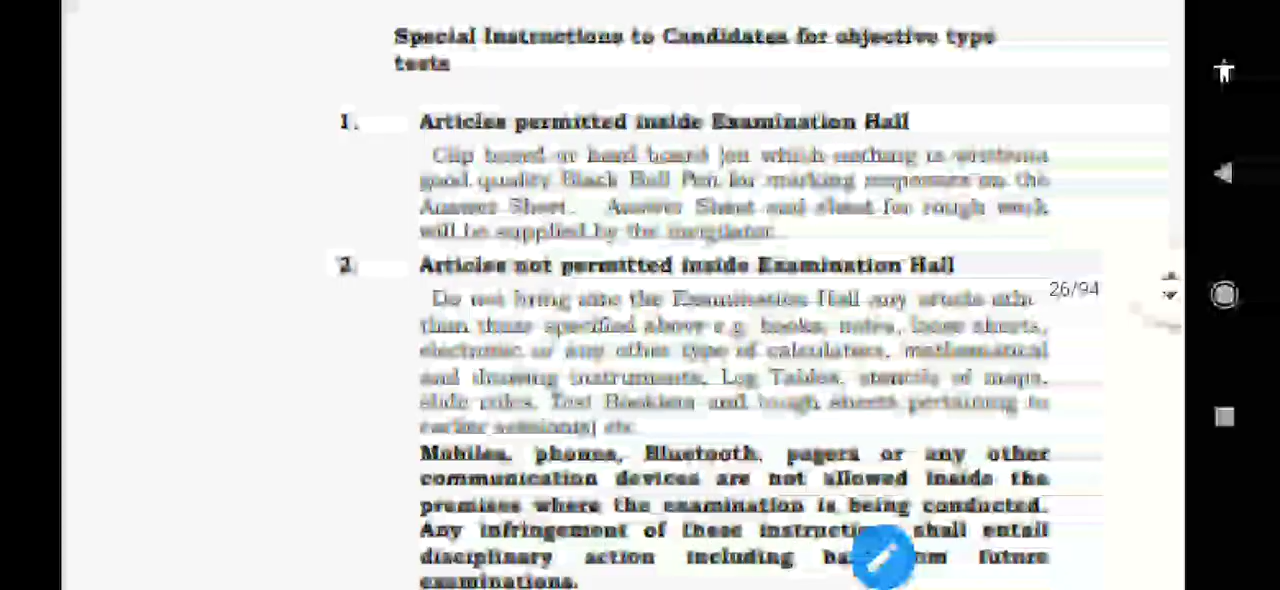 Special Instructions to Candidates for objective type
tests
1. Articles permitted inside Examination Hall
Clip board or hard board (on which nothing is written) a
good quality Black Ball Pen for marking responses on the
Answer Sheet. Answer Sheet and sheet for rough work
will be supplied by the invigilator.
2. Articles not permitted inside Examination Hall
Do not bring into the Examination Hall any article other
than those specified above e.g. books, notes, loose sheets,
electronic or any other type of calculators, mathematical
and drawing instruments, Log Tables, stencils of maps,
slide rules, Test Booklets and rough sheets pertaining to
earlier session(s) etc.
Mobiles, phones, Bluetooth, pagers or any other
communication devices are not allowed inside the
premises where the examination is being conducted.
Any infringement of these instructions shall entail
disciplinary action including future
examinations.
26/94